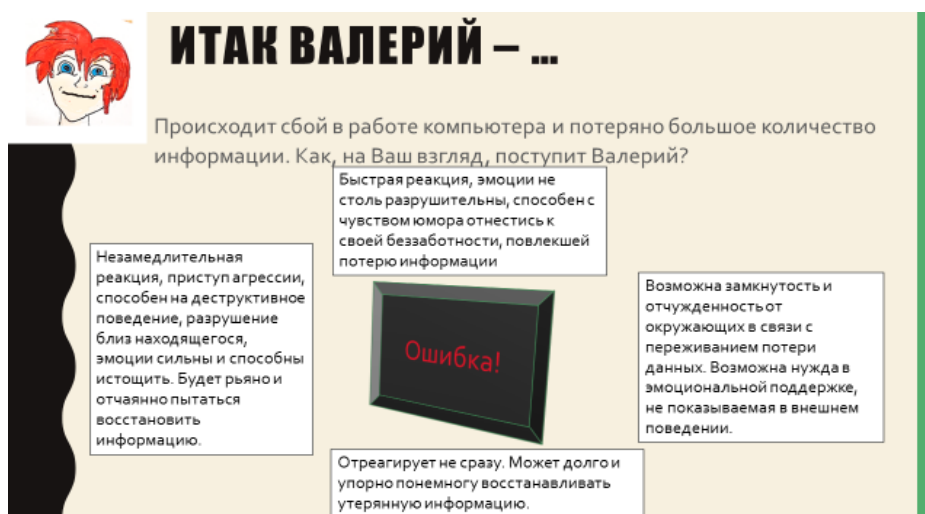 ИТАК ВАЛЕРИЙ – ...
Происходит сбой в работе компьютера и потеряно большое количество
информации. Как, на Ваш взгляд, поступит Валерий?
Быстрая реакция, эмоции не
столь разрушительны, способен с
чувством юмора отнестись к
своей беззаботности, повлекшей
потерю информации
Незамедлительная
реакция, приступ агрессии,
способен на деструктивное
поведение, разрушение
близ находящегося,
эмоции сильны и способны
истощить. Будет рьяно и
отчаянно пытаться
восстановить
информацию.
Ошибка!
Возможна замкнутость и
отчужденность от
окружающих в связи с
переживанием потери
данных. Возможна нужда в
эмоциональной поддержке,
не показываемая в внешнем
поведении.
Отреагирует не сразу. Может долго и
упорно понемногу восстанавливать
утерянную информацию.